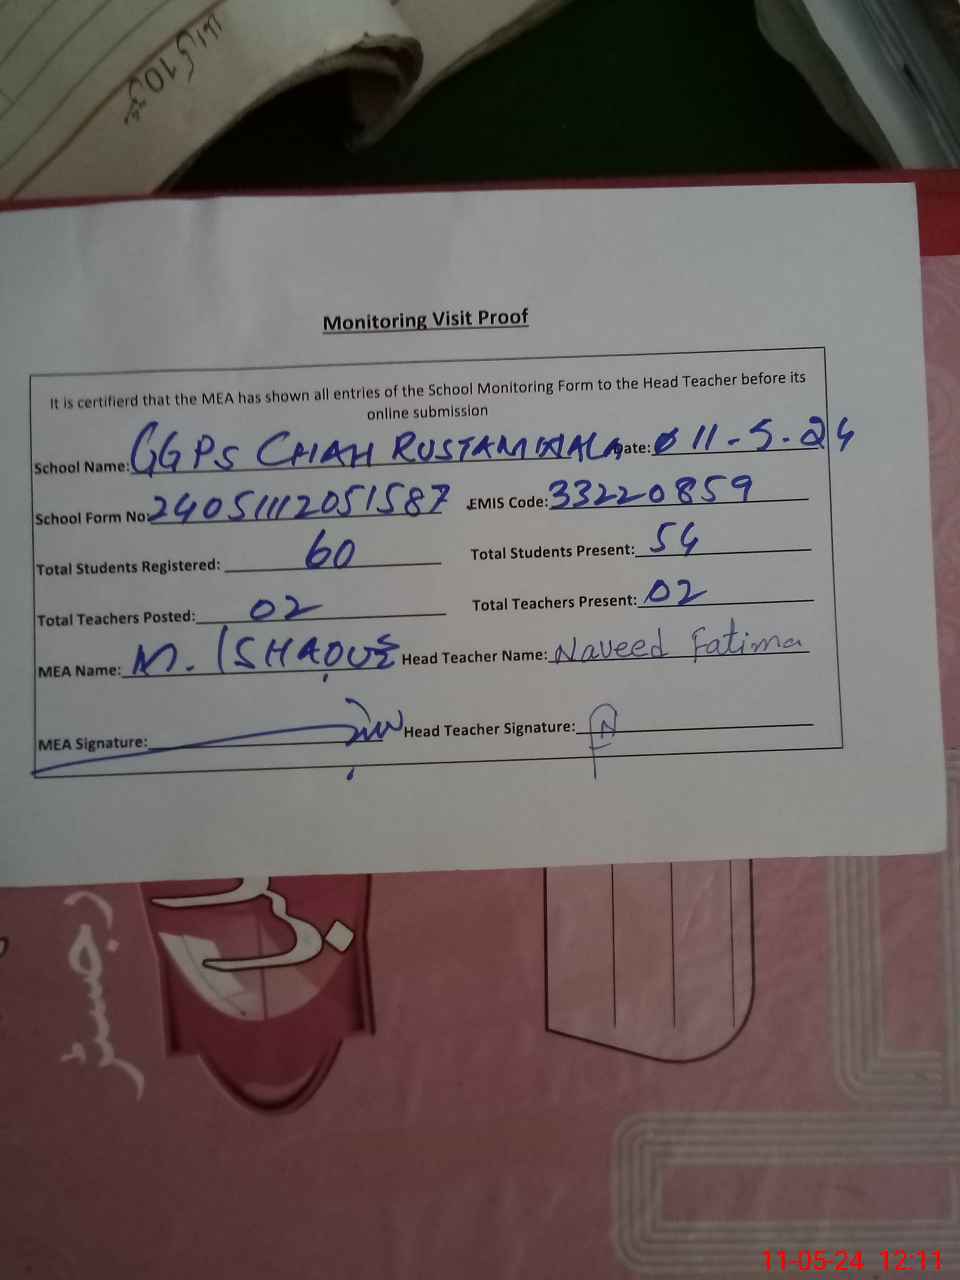 Monitoring Visit Proof
It is certifierd that the MEA has shown all entries of the School Monitoring Form to the Head Teacher before its
online submission
School Name: GGPS CHAH RUSTAMWALA Date: 11-5-24
School Form No: 24051112051587 EMIS Code: 33220859
Total Students Registered: 60 Total Students Present: 54
Total Teachers Posted: 02 Total Teachers Present: 02
MEA Name: M. ISHAQUE Head Teacher Name: Naveed Fatima
MEA Signature: Head Teacher Signature:
11-05-24 12:11